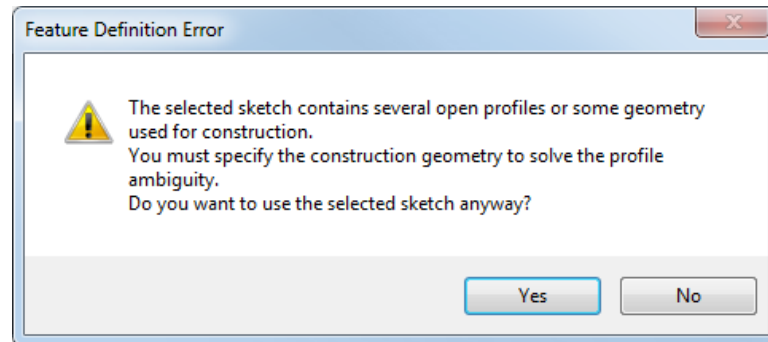 Feature Definition Error
The selected sketch contains several open profiles or some geometry
used for construction.
You must specify the construction geometry to solve the profile
ambiguity.
Do you want to use the selected sketch anyway?
Yes No